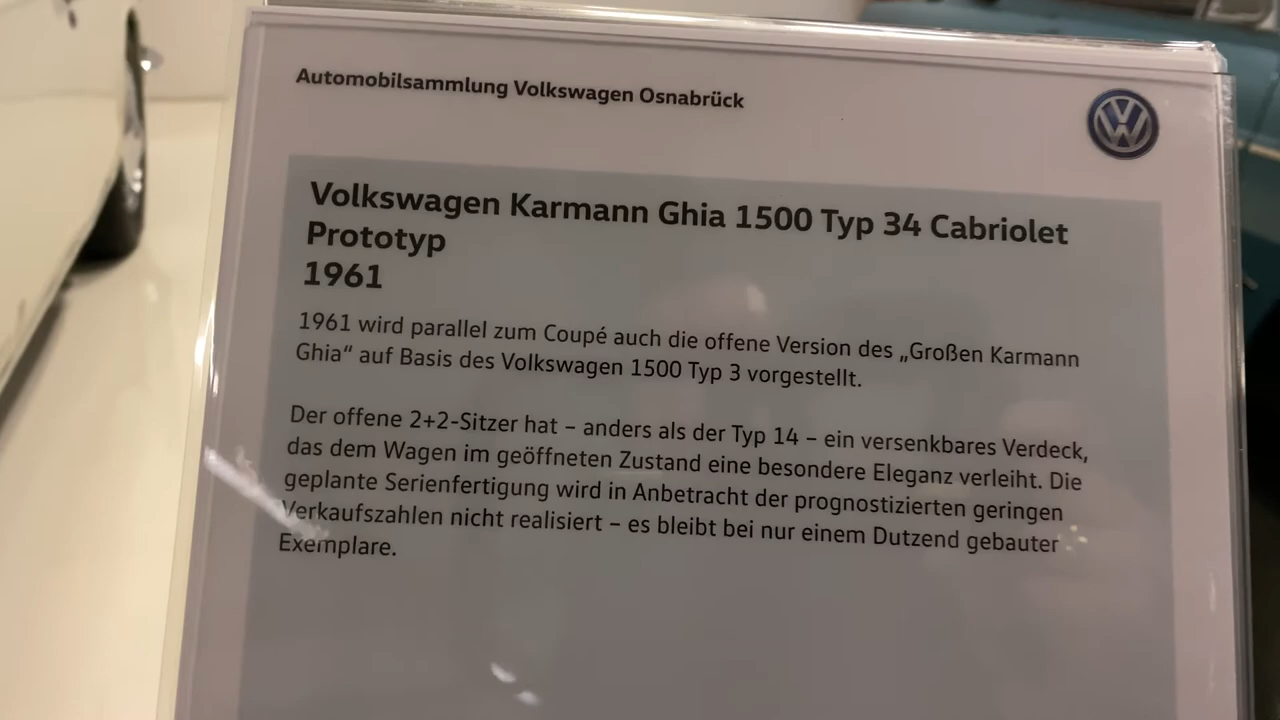 Automobilsammlung Volkswagen Osnabrück
Volkswagen Karmann Ghia 1500 Typ 34 Cabriolet
Prototyp
1961
1961 wird parallel zum Coupé auch die offene Version des „Großen Karmann
Ghia“ auf Basis des Volkswagen 1500 Typ 3 vorgestellt.
Der offene 2+2-Sitzer hat – anders als der Typ 14 – ein versenkbares Verdeck,
das dem Wagen im geöffneten Zustand eine besondere Eleganz verleiht. Die
geplante Serienfertigung wird in Anbetracht der prognostizierten geringen
Verkaufszahlen nicht realisiert – es bleibt bei nur einem Dutzend gebauter
Exemplare.